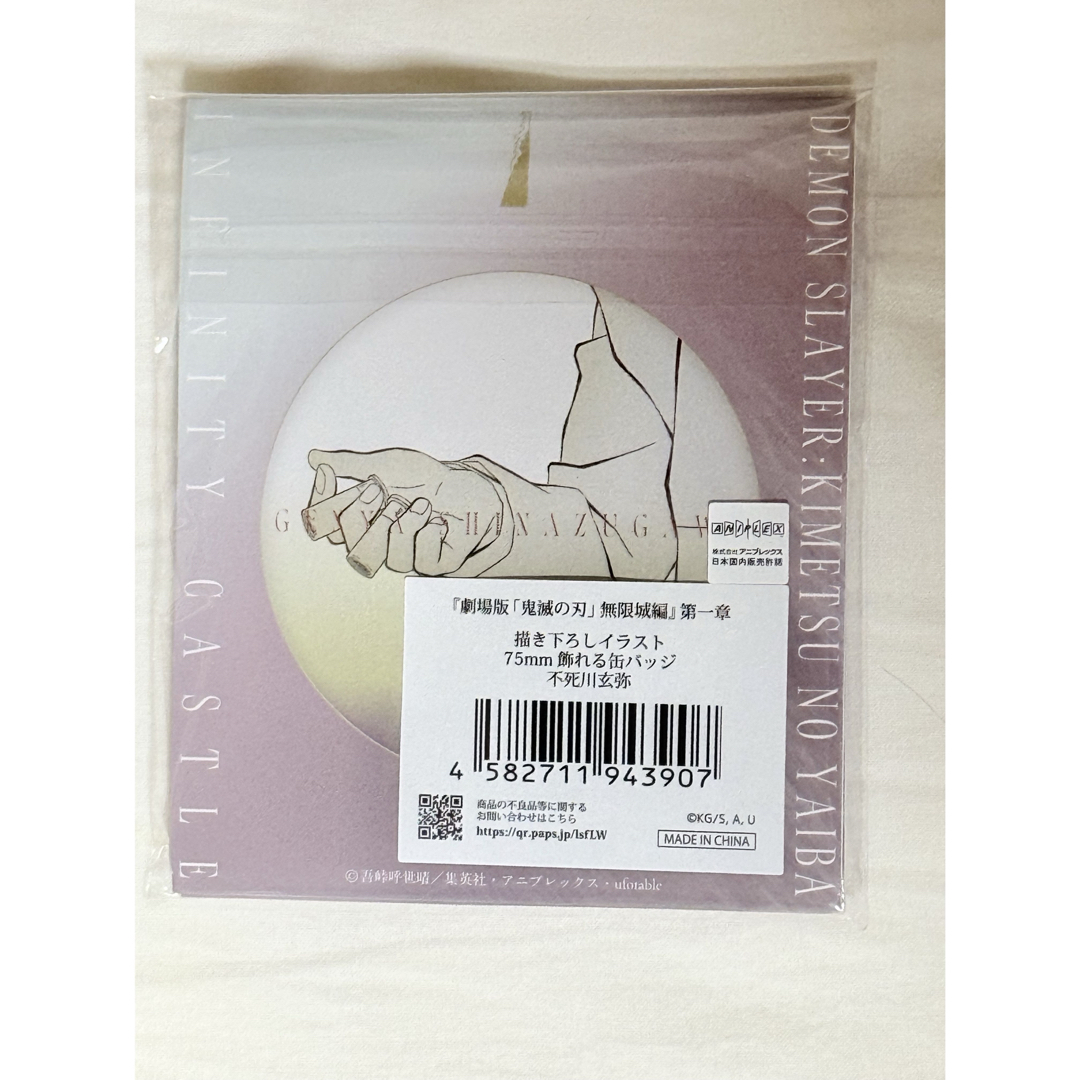 INFINITY CASTLE
DEMON SLAYER: KIMETSU NO YAIBA
GENYA SHINAZUGAW
ANIPLEX
株式会社アニプレックス
日本国内販売許諾
『劇場版「鬼滅の刃」無限城編』第一章
描き下ろしイラスト
75mm 飾れる缶バッジ
不死川玄弥
4 582711 943907
商品の不良品等に関する
お問い合わせはこちら
https://qr.paps.jp/lsfLW
©KG/S, A, U
MADE IN CHINA
©吾峠呼世晴／集英社・アニプレックス・ufotable